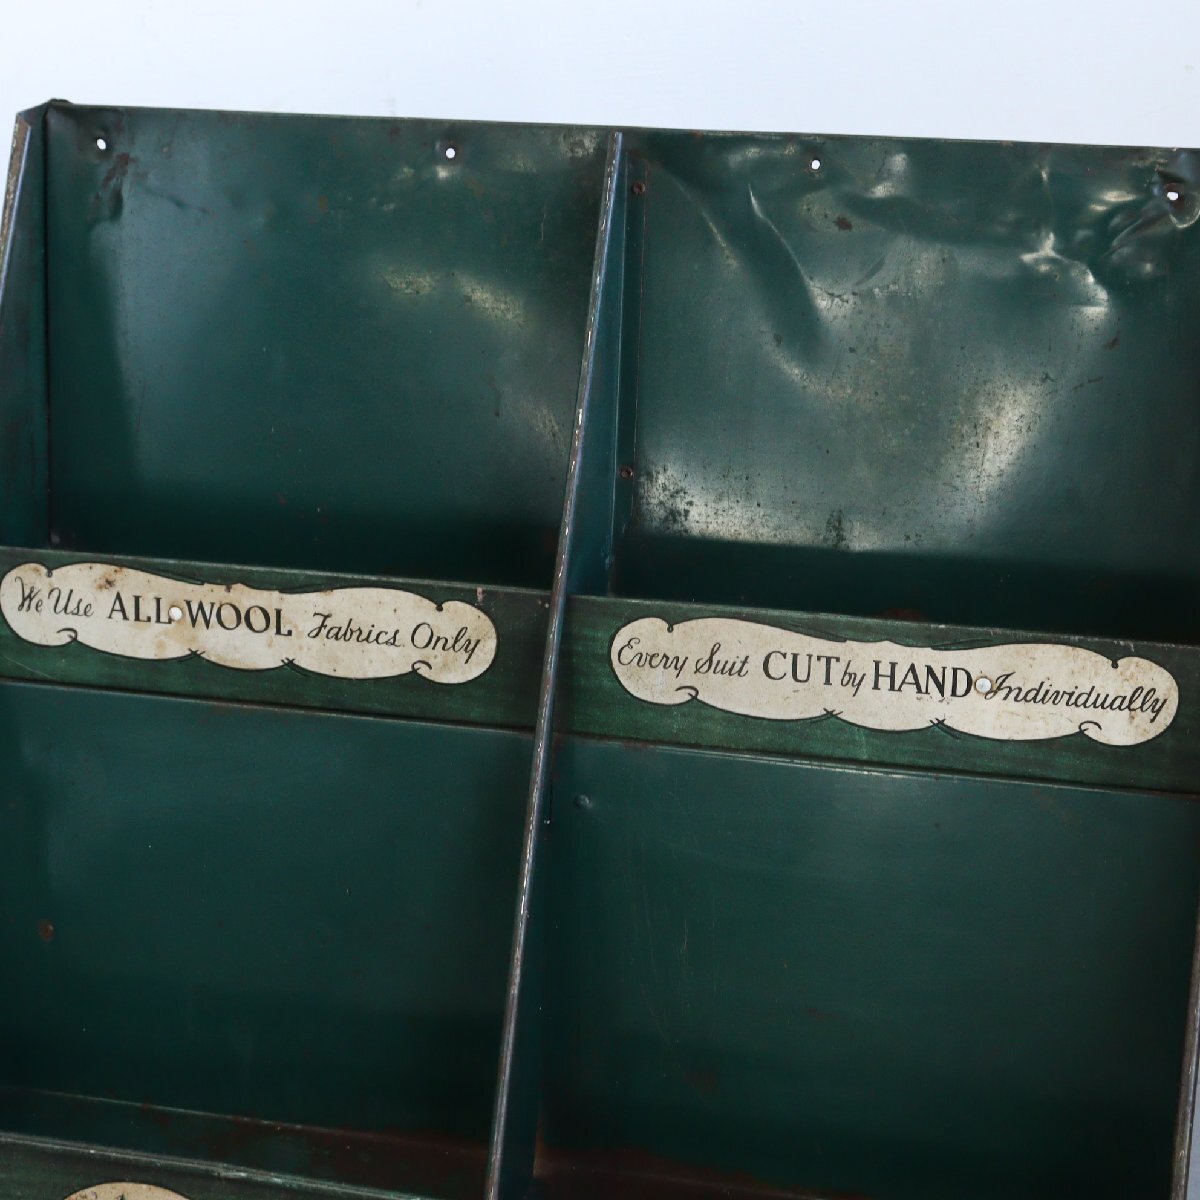 We Use ALL WOOL Fabrics Only
Every Suit CUT by HAND Individually